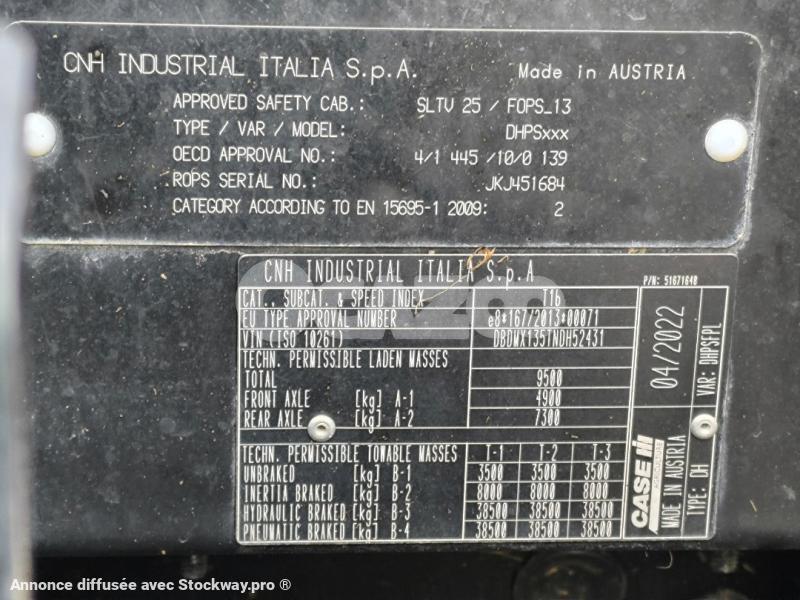 CNH INDUSTRIAL ITALIA S.p.A. Made in AUSTRIA
APPROVED SAFETY CAB.: SLTV 25 / FOPS_13
TYPE / VAR / MODEL: DHPSxxx
OECD APPROVAL NO.: 4/1 445 /10/0 139
ROPS SERIAL NO.: JKJ451684
CATEGORY ACCORDING TO EN 15695-1 2009: 2
CNH INDUSTRIAL ITALIA S.p.A P/N: 51671640
CAT., SUBCAT. & SPEED INDEX T1b
EU TYPE APPROVAL NUMBER e8*167/2013*00071
VIN (ISO 10261) DBDMX135TNDH52431
TECHN. PERMISSIBLE LADEN MASSES
TOTAL 9500
FRONT AXLE [kg] A-1 4900
REAR AXLE [kg] A-2 7300
TECHN. PERMISSIBLE TOWABLE MASSES T-1 T-2 T-3
UNBRAKED [kg] B-1 3500 3500 3500
INERTIA BRAKED [kg] B-2 8000 8000 8000
HYDRAULIC BRAKED [kg] B-3 38500 38500 38500
PNEUMATIC BRAKED [kg] B-4 38500 38500 38500
04/2022
VAR: DHPSFPL
CASE IH
MADE IN AUSTRIA
TYPE: DH
Annonce diffusée avec Stockway.pro ®